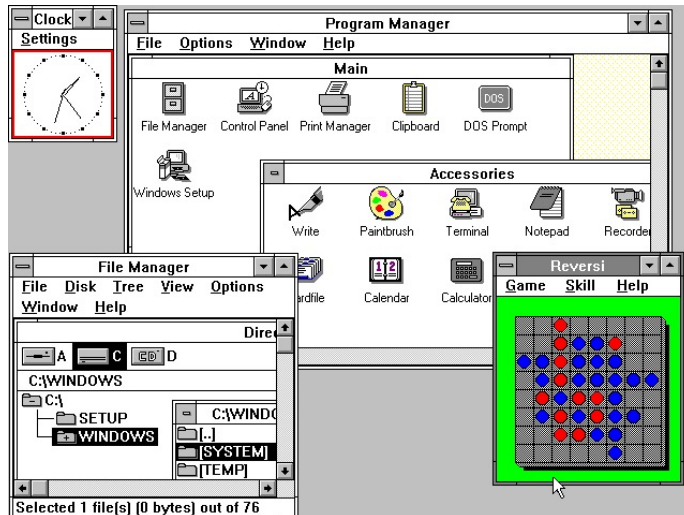 Clock
Settings
Program Manager
File Options Window Help
Main
File Manager
Control Panel
Print Manager
Clipboard
DOS
DOS Prompt
Windows Setup
Accessories
Write
Paintbrush
Terminal
Notepad
Recorder
ardfile
Calendar
Calculator
File Manager
File Disk Tree View Options
Window Help
Direc
A C CD D
C:\WINDOWS
C:\
SETUP
WINDOWS
C:\WINDO
[..]
[SYSTEM]
[TEMP]
Selected 1 file(s) (0 bytes) out of 76
Reversi
Game Skill Help